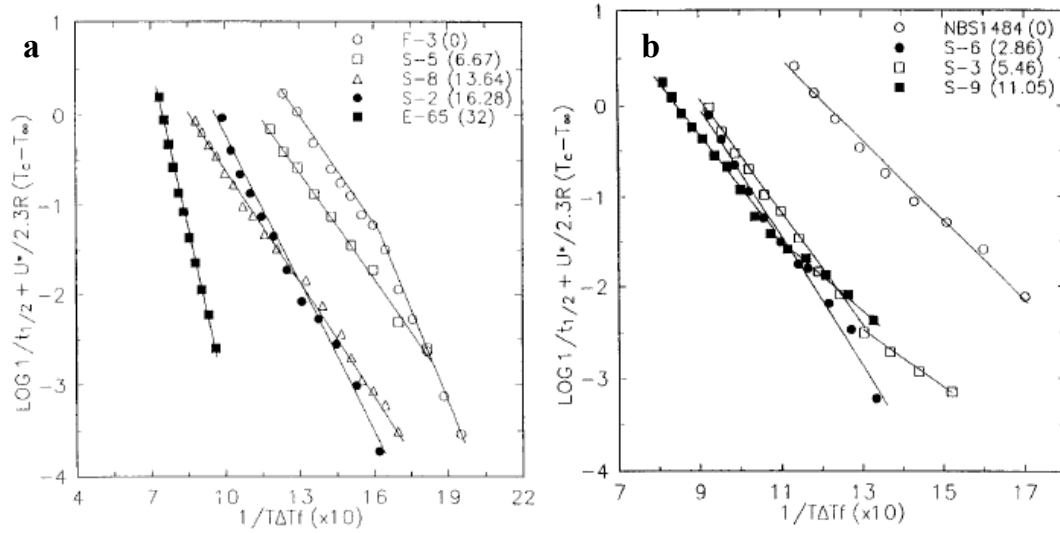 a
1
0
−1
−2
−3
−4
LOG 1/t1/2 + U*/2.3R (Tc−T∞)
F−3 (0)
S−5 (6.67)
S−8 (13.64)
S−2 (16.28)
E−65 (32)
4 7 10 13 16 19 22
1/TΔTf (x10)
b
1
0
−1
−2
−3
−4
LOG 1/t1/2 + U*/2.3R (Tc−T∞)
NBS1484 (0)
S−6 (2.86)
S−3 (5.46)
S−9 (11.05)
7 9 11 13 15 17
1/TΔTf (x10)